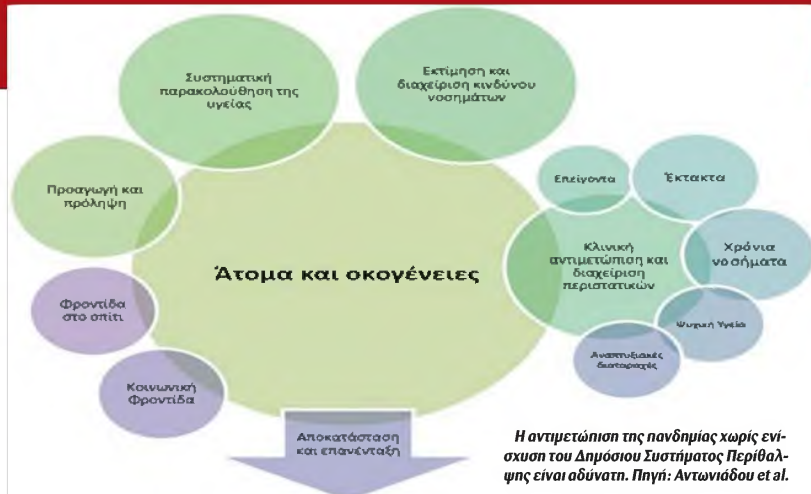 Συστηματική
παρακολούθηση της
υγείας
Εκτίμηση και
διαχείριση κινδύνου
νοσημάτων
Προαγωγή και
πρόληψη
Επείγοντα
Έκτακτα
Άτομα και οκογένειες
Κλινική
αντιμετώπιση και
διαχείριση
περιστατικών
Χρόνια
νοσήματα
Φροντίδα
στο σπίτι
Ψυχική Υγεία
Αναπτυξιακές
διαταραχές
Κοινωνική
Φροντίδα
Αποκατάσταση
και επανένταξη
Η αντιμετώπιση της πανδημίας χωρίς ενί-
σχυση του Δημόσιου Συστήματος Περίθαλ-
ψης είναι αδύνατη. Πηγή: Αντωνιάδου et al.